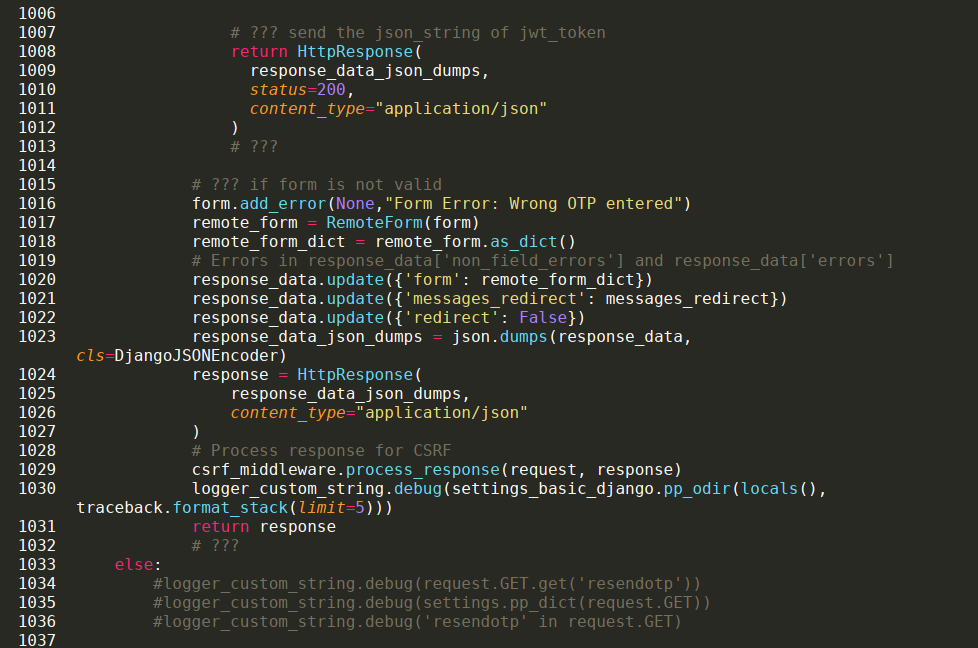 1006
1007                  # ??? send the json_string of jwt_token
1008                  return HttpResponse(
1009                    response_data_json_dumps,
1010                    status=200,
1011                    content_type="application/json"
1012                  )
1013                  # ???
1014
1015              # ??? if form is not valid
1016              form.add_error(None,"Form Error: Wrong OTP entered")
1017              remote_form = RemoteForm(form)
1018              remote_form_dict = remote_form.as_dict()
1019              # Errors in response_data['non_field_errors'] and response_data['errors']
1020              response_data.update({'form': remote_form_dict})
1021              response_data.update({'messages_redirect': messages_redirect})
1022              response_data.update({'redirect': False})
1023              response_data_json_dumps = json.dumps(response_data,
cls=DjangoJSONEncoder)
1024              response = HttpResponse(
1025                  response_data_json_dumps,
1026                  content_type="application/json"
1027              )
1028              # Process response for CSRF
1029              csrf_middleware.process_response(request, response)
1030              logger_custom_string.debug(settings_basic_django.pp_odir(locals(),
traceback.format_stack(limit=5)))
1031              return response
1032              # ???
1033      else:
1034          #logger_custom_string.debug(request.GET.get('resendotp'))
1035          #logger_custom_string.debug(settings.pp_dict(request.GET))
1036          #logger_custom_string.debug('resendotp' in request.GET)
1037